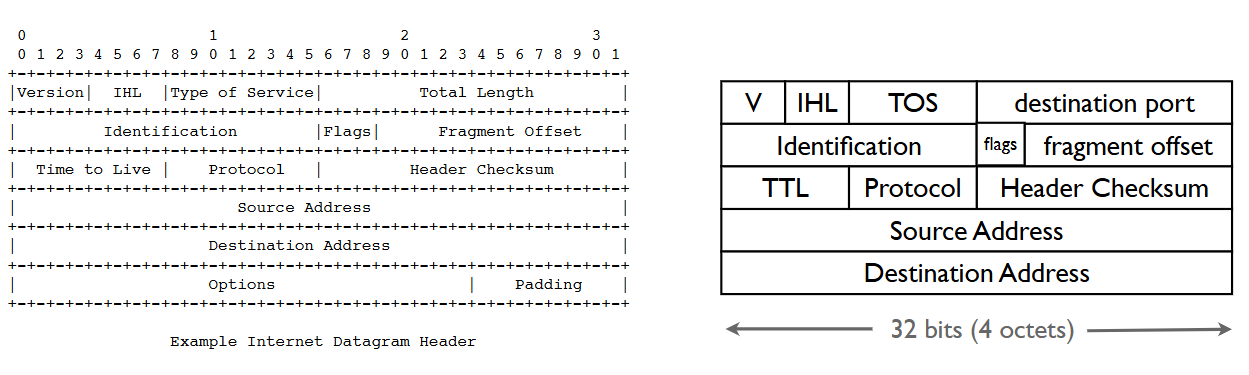 0                   1                   2                   3
0 1 2 3 4 5 6 7 8 9 0 1 2 3 4 5 6 7 8 9 0 1 2 3 4 5 6 7 8 9 0 1
+-+-+-+-+-+-+-+-+-+-+-+-+-+-+-+-+-+-+-+-+-+-+-+-+-+-+-+-+-+-+-+-+
|Version|  IHL  |Type of Service|          Total Length         |
+-+-+-+-+-+-+-+-+-+-+-+-+-+-+-+-+-+-+-+-+-+-+-+-+-+-+-+-+-+-+-+-+
|         Identification        |Flags|      Fragment Offset    |
+-+-+-+-+-+-+-+-+-+-+-+-+-+-+-+-+-+-+-+-+-+-+-+-+-+-+-+-+-+-+-+-+
|  Time to Live |    Protocol   |         Header Checksum       |
+-+-+-+-+-+-+-+-+-+-+-+-+-+-+-+-+-+-+-+-+-+-+-+-+-+-+-+-+-+-+-+-+
|                       Source Address                          |
+-+-+-+-+-+-+-+-+-+-+-+-+-+-+-+-+-+-+-+-+-+-+-+-+-+-+-+-+-+-+-+-+
|                    Destination Address                        |
+-+-+-+-+-+-+-+-+-+-+-+-+-+-+-+-+-+-+-+-+-+-+-+-+-+-+-+-+-+-+-+-+
|                    Options                    |    Padding    |
+-+-+-+-+-+-+-+-+-+-+-+-+-+-+-+-+-+-+-+-+-+-+-+-+-+-+-+-+-+-+-+-+
Example Internet Datagram Header
V IHL TOS destination port
Identification flags fragment offset
TTL Protocol Header Checksum
Source Address
Destination Address
32 bits (4 octets)